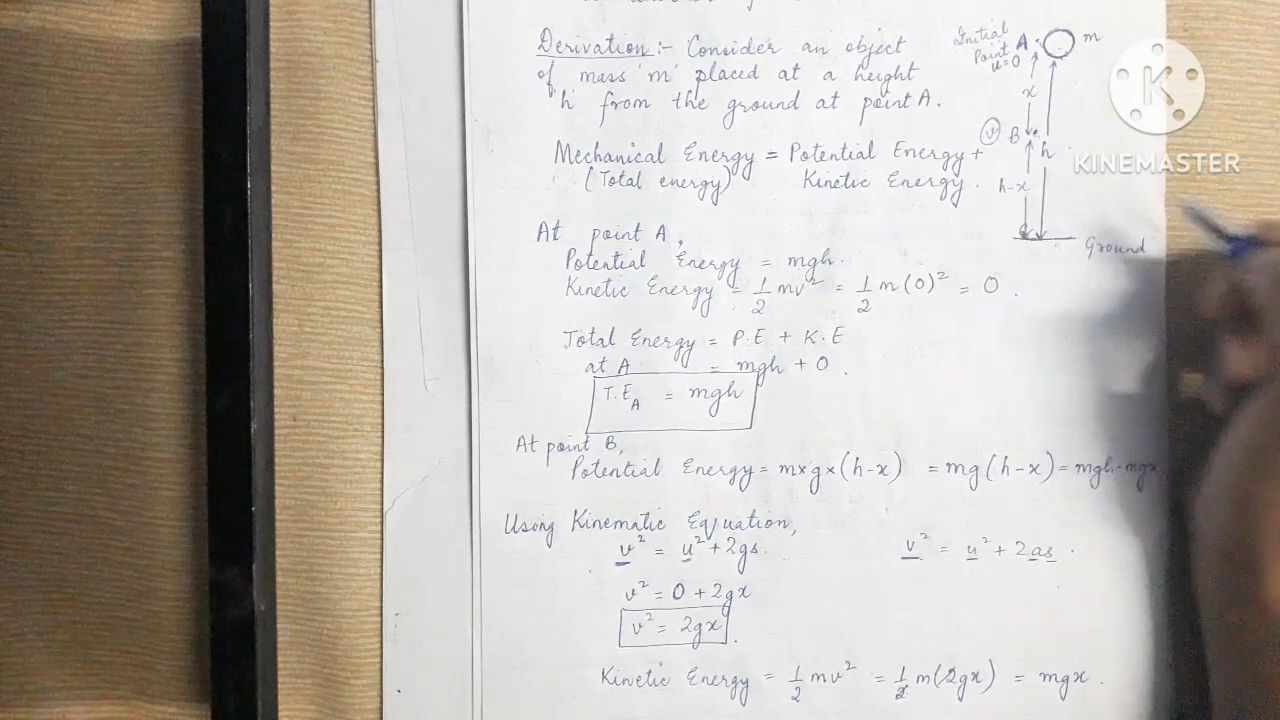 Derivation :- Consider an object
of mass 'm' placed at a height
'h' from the ground at point A.
Initial
Point A
u=0
m
x
v B
h
h-x
Ground
K
KINEMASTER
Mechanical Energy = Potential Energy +
(Total energy) Kinetic Energy.
At point A,
Potential Energy = mgh.
Kinetic Energy = 1/2 mv² = 1/2 m(0)² = 0.
Total Energy = P.E + K.E
at A = mgh + 0.
T.E_A = mgh
At point B,
Potential Energy = m×g×(h-x) = mg(h-x) = mgh-mgx
Using Kinematic Equation,
v² = u² + 2gs. v² = u² + 2as.
v² = 0 + 2gx
v² = 2gx.
Kinetic Energy = 1/2 mv² = 1/2 m(2gx) = mgx.